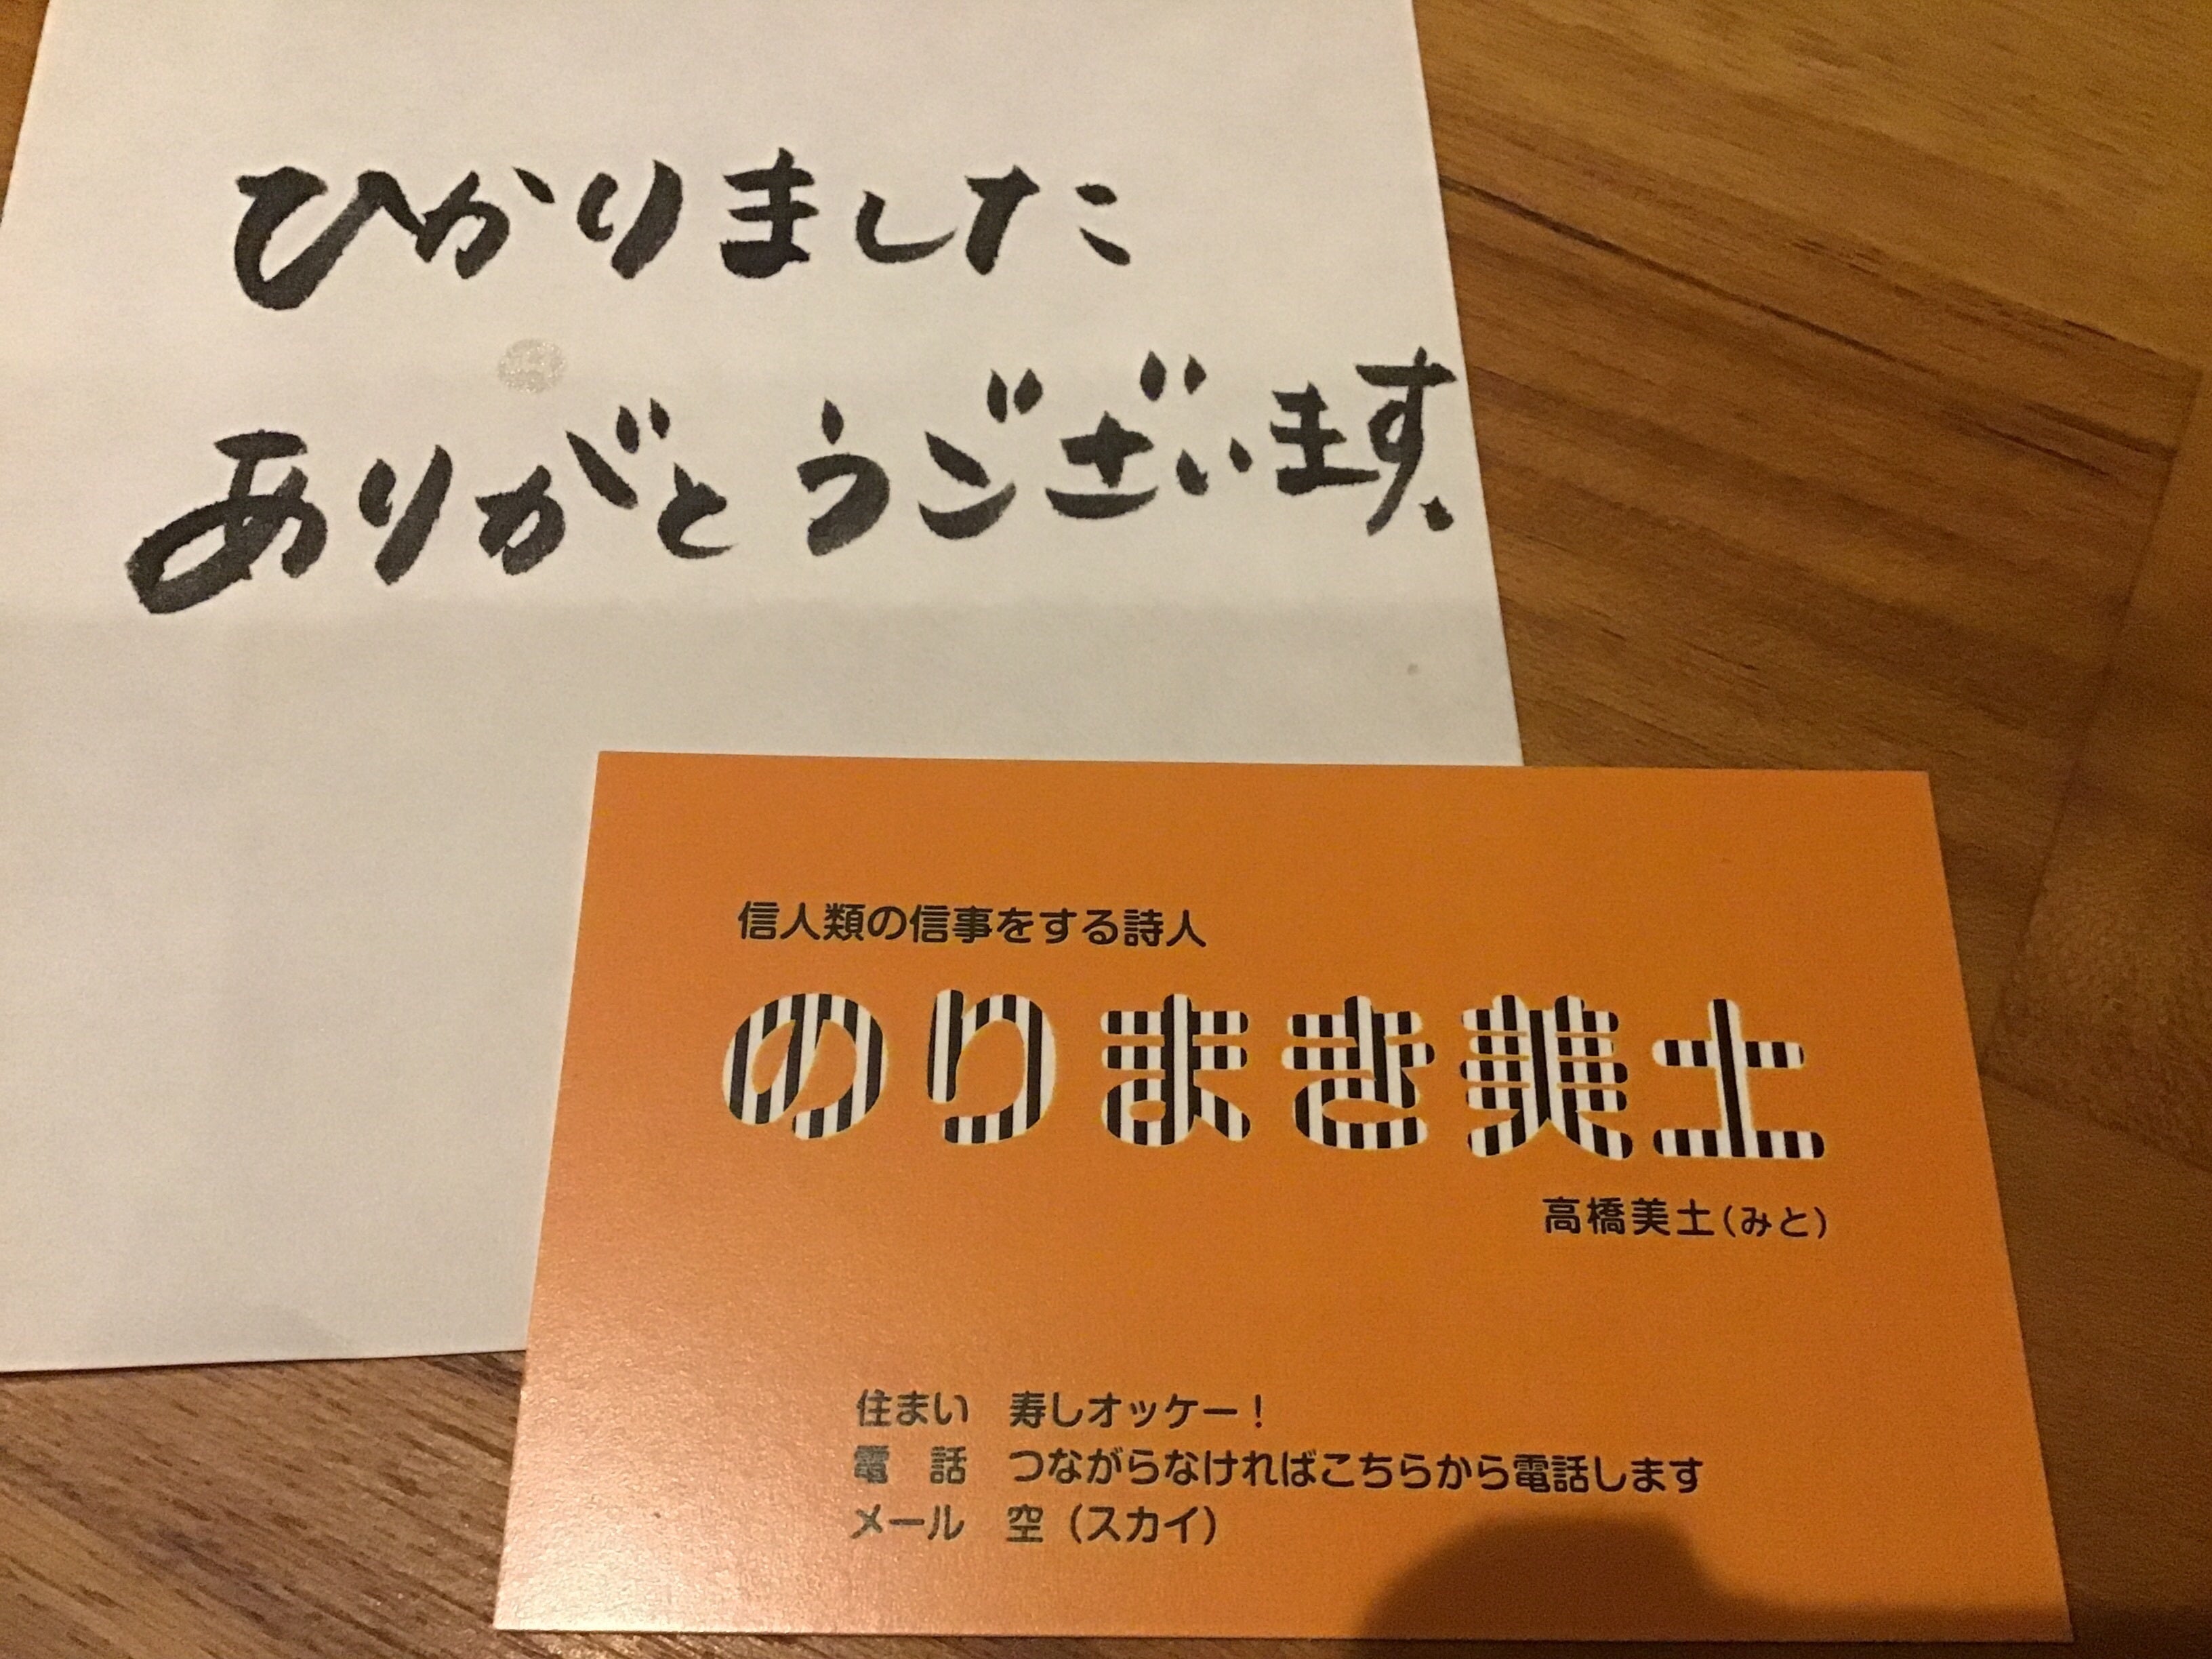 ひかりました
ありがとうございます.
信人類の信事をする詩人
のりまき美土
高橋美土(みと)
住まい 寿しオッケー!
電 話 つながらなければこちらから電話します
メール 空(スカイ)